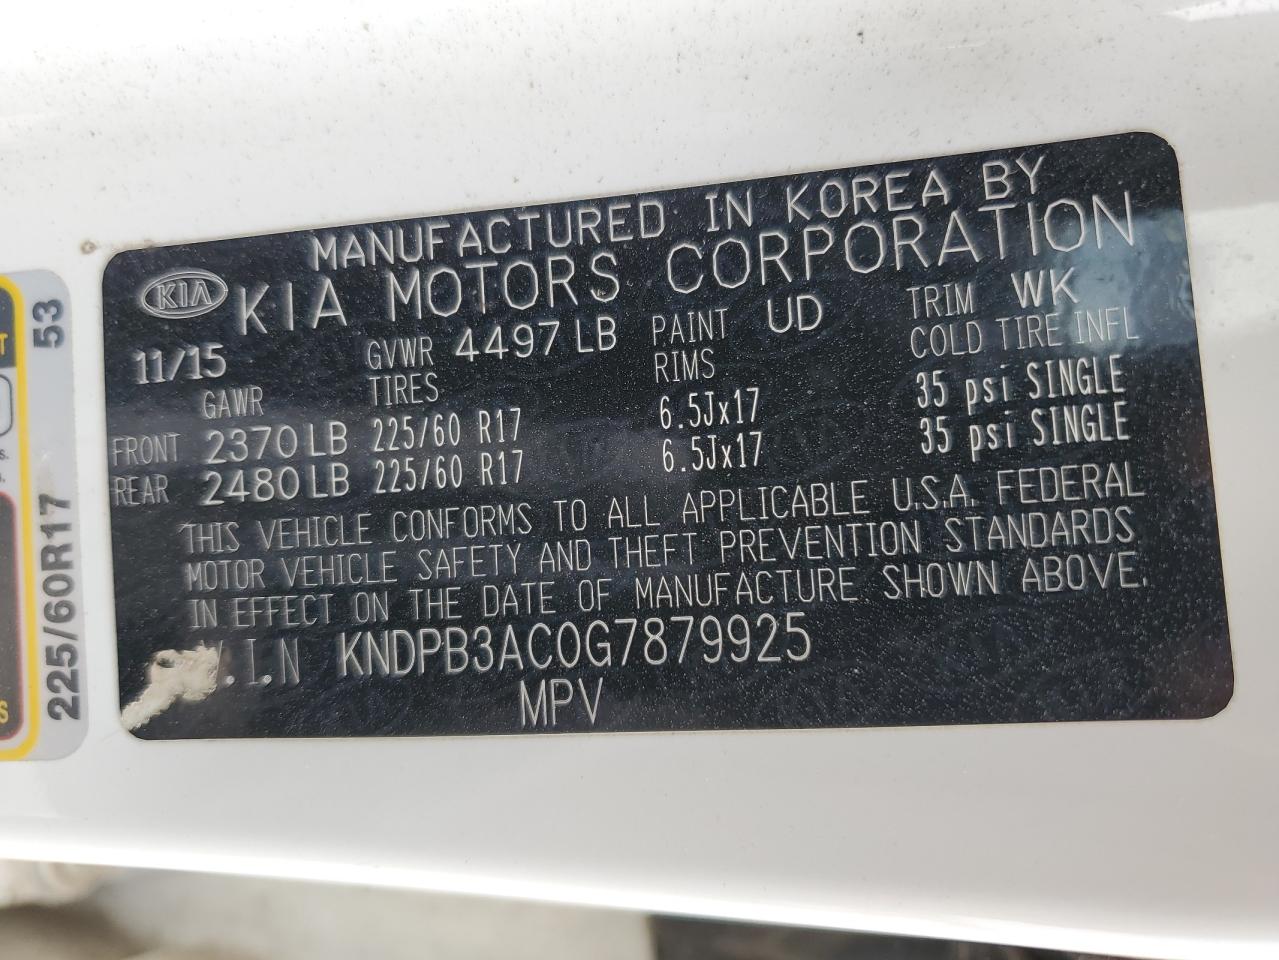 MANUFACTURED IN KOREA BY
KIA KIA MOTORS CORPORATION
11/15 GVWR 4497 LB PAINT UD TRIM WK
GAWR TIRES RIMS COLD TIRE INFL
FRONT 2370 LB 225/60 R17 6.5Jx17 35 psi SINGLE
REAR 2480 LB 225/60 R17 6.5Jx17 35 psi SINGLE
THIS VEHICLE CONFORMS TO ALL APPLICABLE U.S.A. FEDERAL
MOTOR VEHICLE SAFETY AND THEFT PREVENTION STANDARDS
IN EFFECT ON THE DATE OF MANUFACTURE SHOWN ABOVE.
V.I.N KNDPB3AC0G7879925
MPV
225/60R17 53